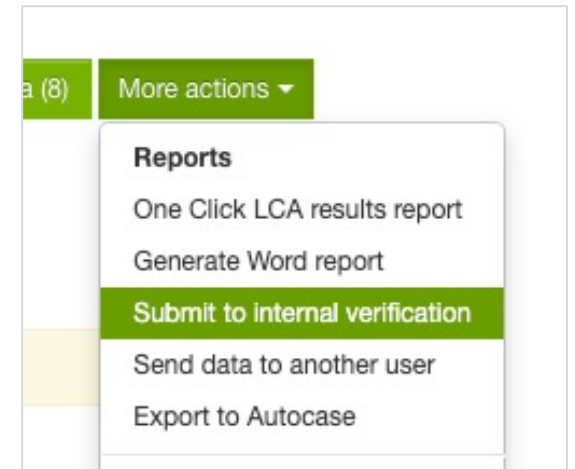 a (8) More actions
Reports
One Click LCA results report
Generate Word report
Submit to internal verification
Send data to another user
Export to Autocase